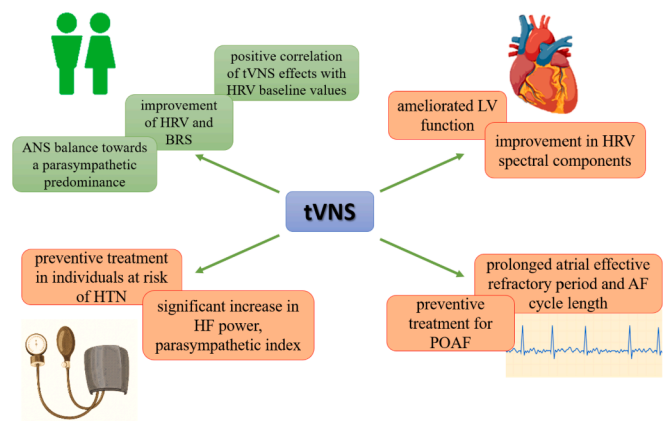 positive correlation
of tVNS effects with
HRV baseline values
improvement
of HRV and
BRS
ANS balance towards
a parasympathetic
predominance
ameliorated LV
function
improvement in HRV
spectral components
tVNS
preventive treatment
in individuals at risk
of HTN
significant increase in
HF power,
parasympathetic index
prolonged atrial effective
refractory period and AF
cycle length
preventive
treatment for
POAF